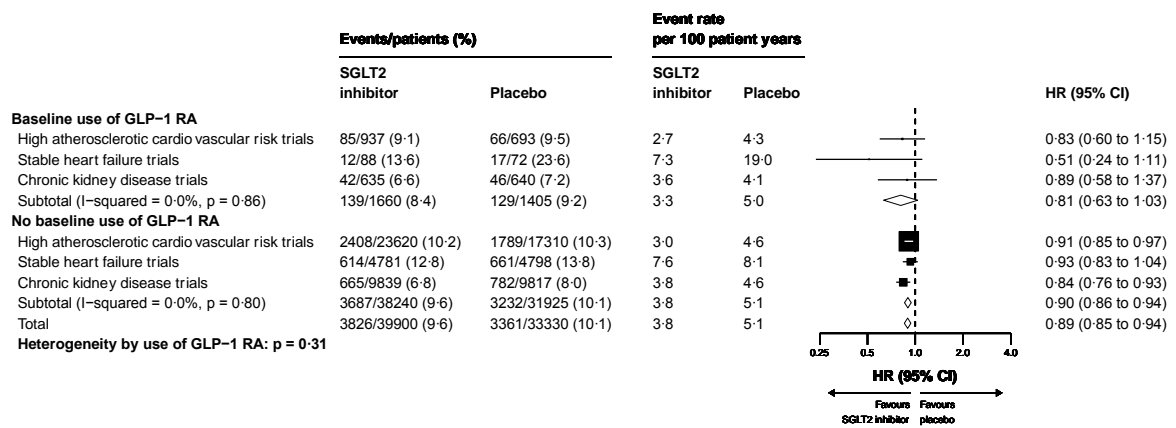 Events/patients (%)
Event rate
per 100 patient years
SGLT2
inhibitor
Placebo
SGLT2
inhibitor
Placebo
HR (95% CI)
Baseline use of GLP−1 RA
High atherosclerotic cardio vascular risk trials 85/937 (9·1) 66/693 (9·5) 2·7 4·3 0·83 (0·60 to 1·15)
Stable heart failure trials 12/88 (13·6) 17/72 (23·6) 7·3 19·0 0·51 (0·24 to 1·11)
Chronic kidney disease trials 42/635 (6·6) 46/640 (7·2) 3·6 4·1 0·89 (0·58 to 1·37)
Subtotal (I−squared = 0·0%, p = 0·86) 139/1660 (8·4) 129/1405 (9·2) 3·3 5·0 0·81 (0·63 to 1·03)
No baseline use of GLP−1 RA
High atherosclerotic cardio vascular risk trials 2408/23620 (10·2) 1789/17310 (10·3) 3·0 4·6 0·91 (0·85 to 0·97)
Stable heart failure trials 614/4781 (12·8) 661/4798 (13·8) 7·6 8·1 0·93 (0·83 to 1·04)
Chronic kidney disease trials 665/9839 (6·8) 782/9817 (8·0) 3·8 4·6 0·84 (0·76 to 0·93)
Subtotal (I−squared = 0·0%, p = 0·80) 3687/38240 (9·6) 3232/31925 (10·1) 3·8 5·1 0·90 (0·86 to 0·94)
Total 3826/39900 (9·6) 3361/33330 (10·1) 3·8 5·1 0·89 (0·85 to 0·94)
Heterogeneity by use of GLP−1 RA: p = 0·31
0.25 0.5 1.0 2.0 4.0
HR (95% CI)
Favours
SGLT2 inhibitor
Favours
placebo